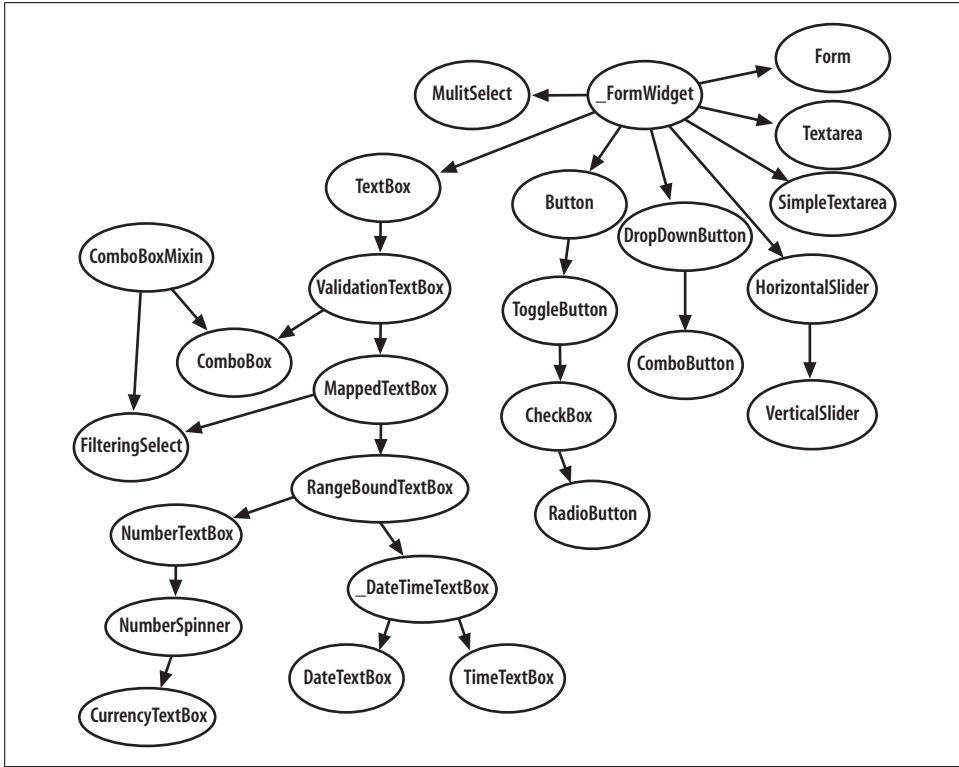 Form
MulitSelect
_FormWidget
Textarea
TextBox
Button
SimpleTextarea
DropDownButton
ComboBoxMixin
ValidationTextBox
HorizontalSlider
ToggleButton
ComboBox
ComboButton
MappedTextBox
CheckBox
VerticalSlider
FilteringSelect
RangeBoundTextBox
RadioButton
NumberTextBox
_DateTimeTextBox
NumberSpinner
DateTextBox
TimeTextBox
CurrencyTextBox